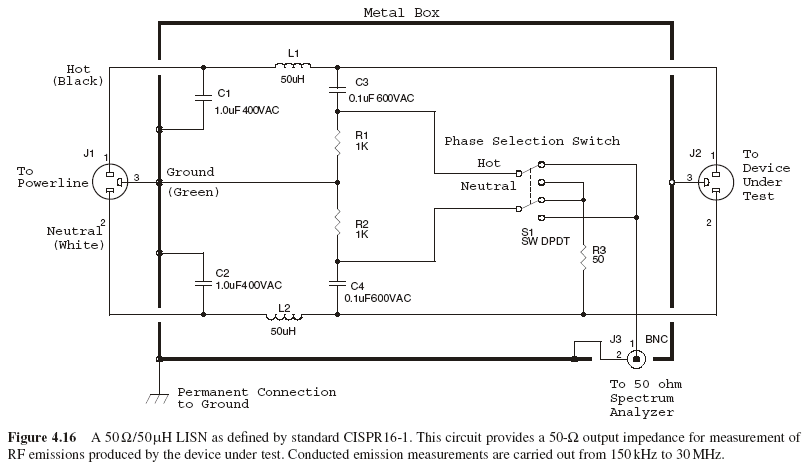 Metal Box
L1
50uH
Hot
(Black)
C1
1.0uF400VAC
C3
0.1uF600VAC
R1
1K
Phase Selection Switch
J1
1
To
Powerline
3
Ground
(Green)
Hot
Neutral
J2
1
3
To
Device
Under
Test
2
Neutral
(White)
R2
1K
S1
SW DPDT
R3
50
2
C2
1.0uF400VAC
C4
0.1uF600VAC
L2
50uH
J3
1
BNC
2
Permanent Connection
to Ground
To 50 ohm
Spectrum
Analyzer
Figure 4.16 A 50Ω/50μH LISN as defined by standard CISPR16-1. This circuit provides a 50-Ω output impedance for measurement of
RF emissions produced by the device under test. Conducted emission measurements are carried out from 150kHz to 30MHz.